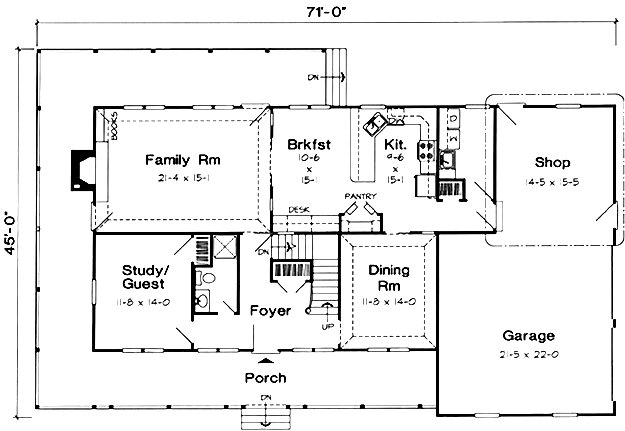 71'-0"
45'-0"
DN
BOOKS
Family Rm
21-4 x 15-1
Brkfst
10-6
x
15-1
Kit.
9-6
x
15-1
Shop
14-5 x 15-5
PANTRY
DESK
DN
Study/
Guest
11-8 x 14-0
Foyer
UP
Dining
Rm
11-8 x 14-0
Garage
21-5 x 22-0
Porch
DN